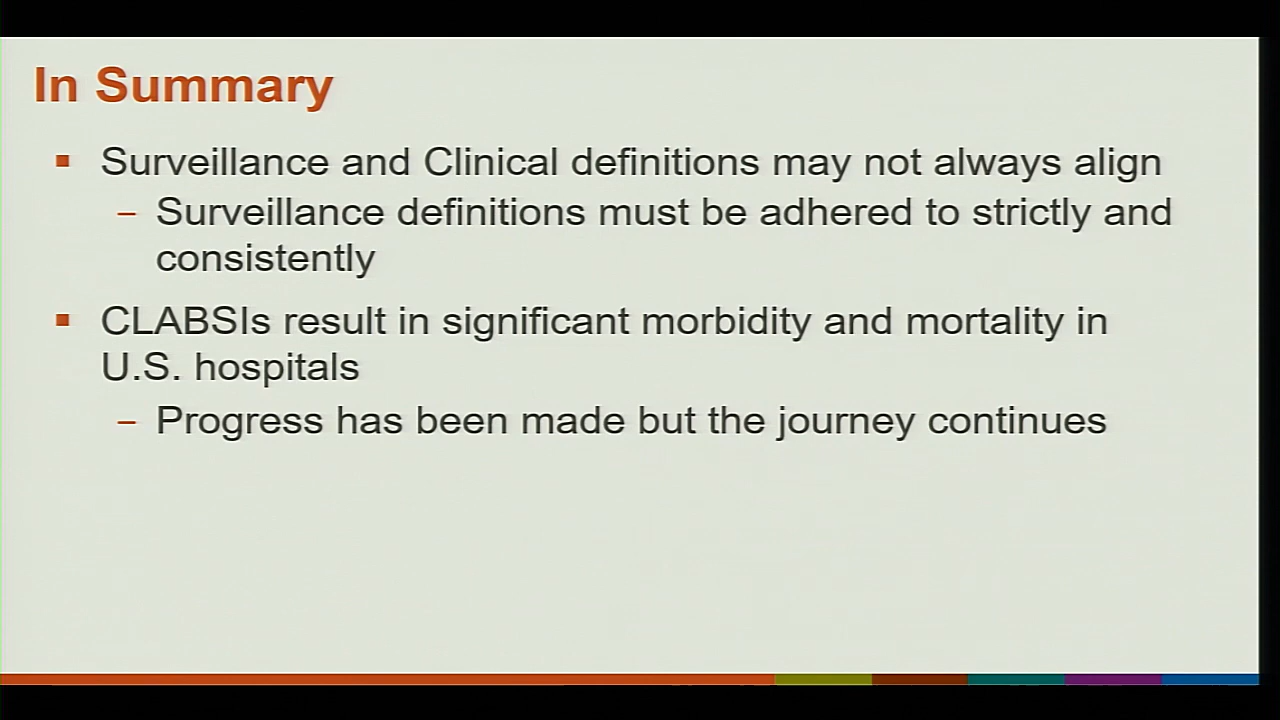 In Summary
▪ Surveillance and Clinical definitions may not always align
– Surveillance definitions must be adhered to strictly and
consistently
▪ CLABSIs result in significant morbidity and mortality in
U.S. hospitals
– Progress has been made but the journey continues